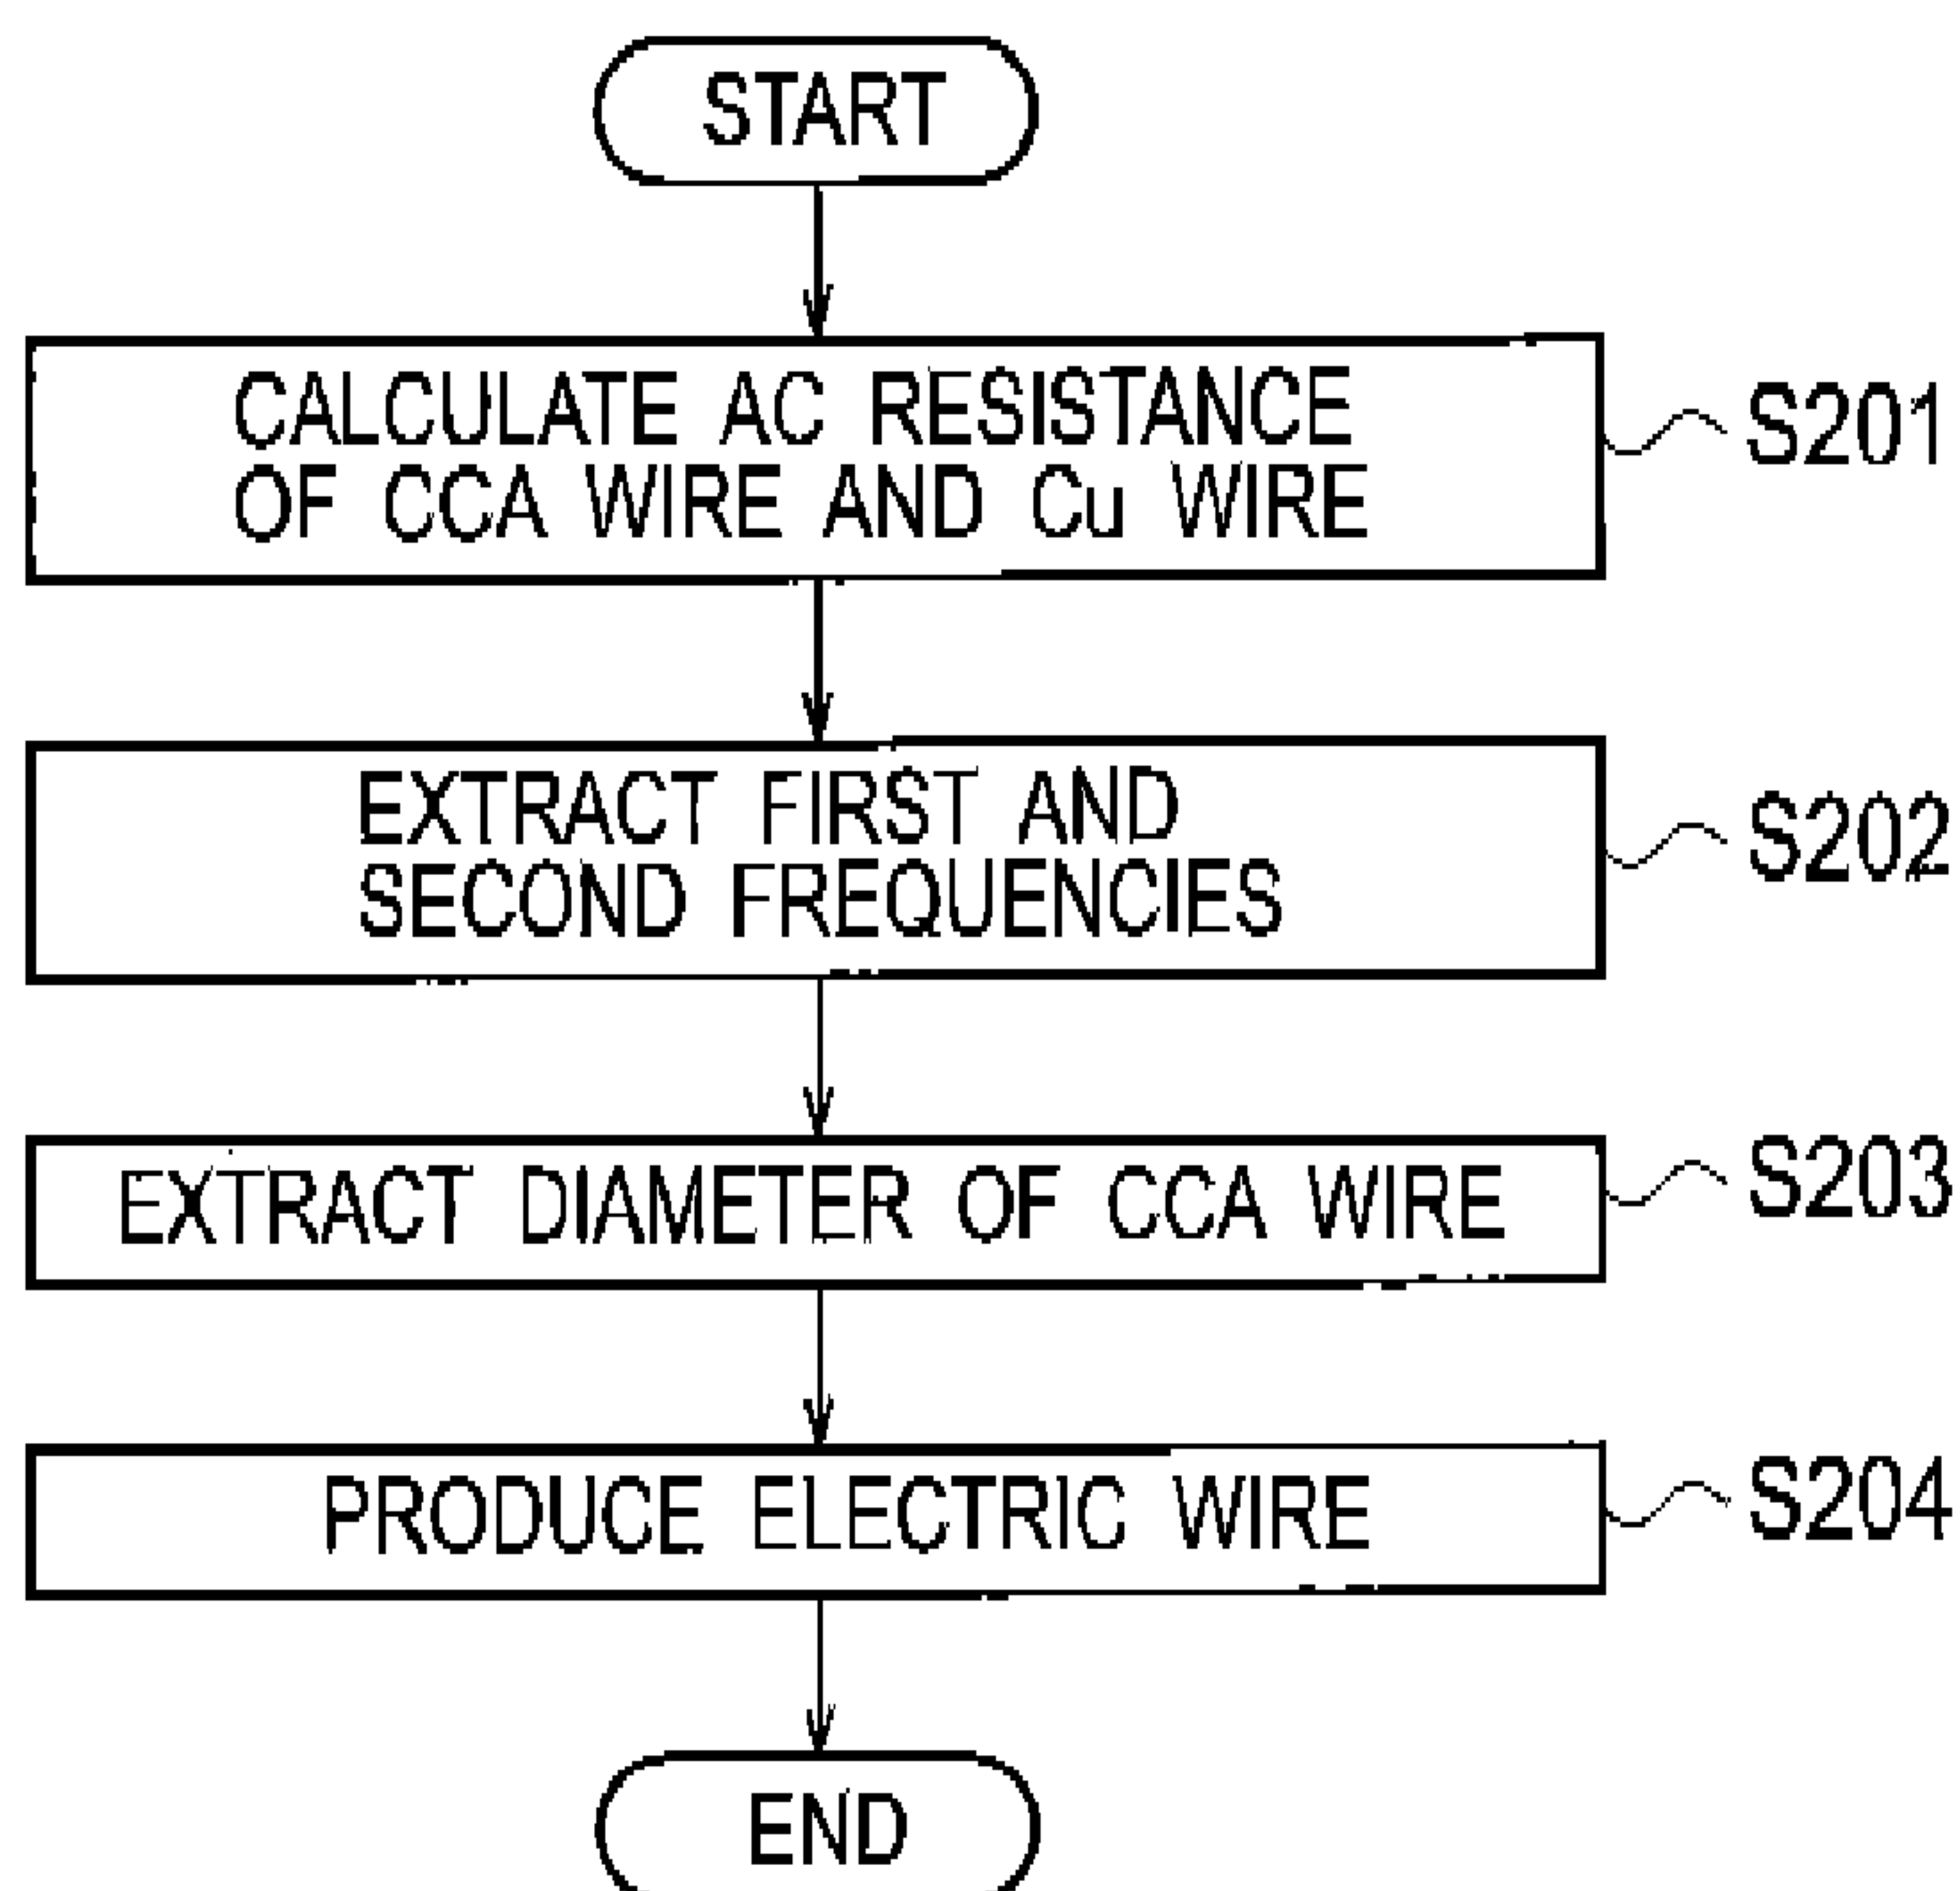 START
CALCULATE AC RESISTANCE
OF CCA WIRE AND Cu WIRE
S201
EXTRACT FIRST AND
SECOND FREQUENCIES
S202
EXTRACT DIAMETER OF CCA WIRE
S203
PRODUCE ELECTRIC WIRE
S204
END